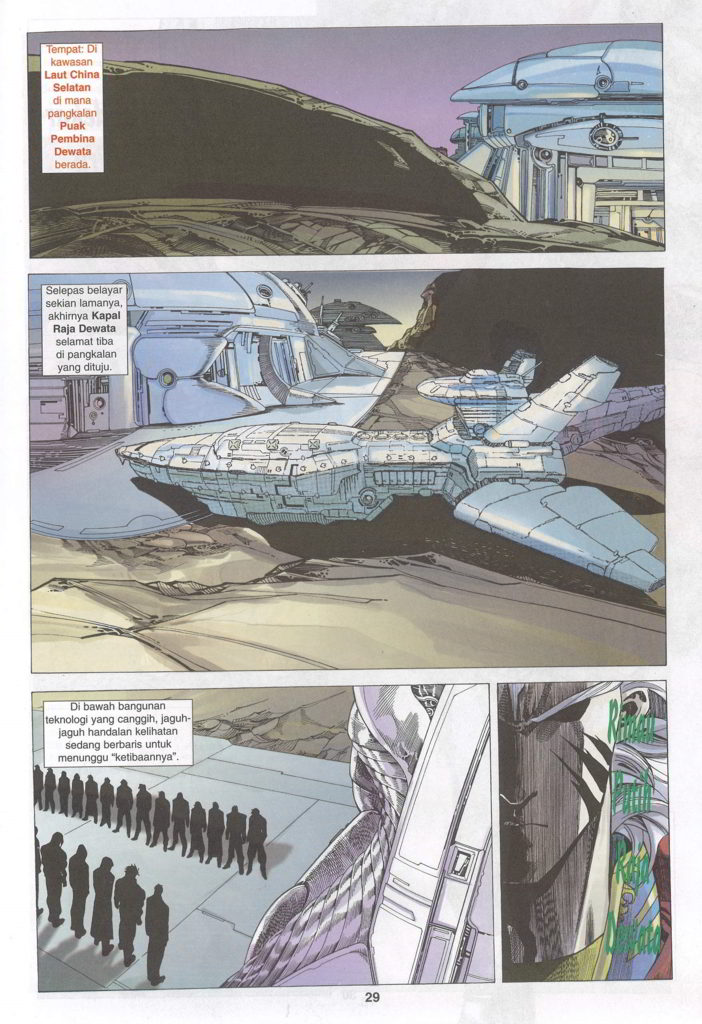 Tempat: Di
kawasan
Laut China
Selatan
di mana
pangkalan
Puak
Pembina
Dewata
berada.
Selepas belayar
sekian lamanya,
akhirnya Kapal
Raja Dewata
selamat tiba
di pangkalan
yang dituju.
Di bawah bangunan
teknologi yang canggih, jaguh-
jaguh handalan kelihatan
sedang berbaris untuk
menunggu "ketibaannya".
Rimau
Putih
Raja
Dewata
29